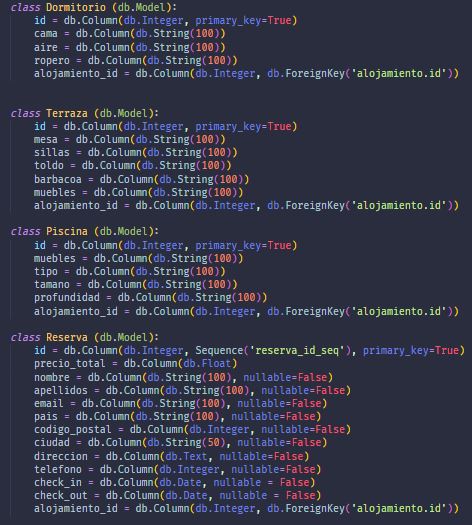 class Dormitorio (db.Model):
    id = db.Column(db.Integer, primary_key=True)
    cama = db.Column(db.String(100))
    aire = db.Column(db.String(100))
    ropero = db.Column(db.String(100))
    alojamiento_id = db.Column(db.Integer, db.ForeignKey('alojamiento.id'))
class Terraza (db.Model):
    id = db.Column(db.Integer, primary_key=True)
    mesa = db.Column(db.String(100))
    sillas = db.Column(db.String(100))
    toldo = db.Column(db.String(100))
    barbacoa = db.Column(db.String(100))
    muebles = db.Column(db.String(100))
    alojamiento_id = db.Column(db.Integer, db.ForeignKey('alojamiento.id'))
class Piscina (db.Model):
    id = db.Column(db.Integer, primary_key=True)
    muebles = db.Column(db.String(100))
    tipo = db.Column(db.String(100))
    tamano = db.Column(db.String(100))
    profundidad = db.Column(db.String(100))
    alojamiento_id = db.Column(db.Integer, db.ForeignKey('alojamiento.id'))
class Reserva (db.Model):
    id = db.Column(db.Integer, Sequence('reserva_id_seq'), primary_key=True)
    precio_total = db.Column(db.Float)
    nombre = db.Column(db.String(100), nullable=False)
    apellidos = db.Column(db.String(100), nullable=False)
    email = db.Column(db.String(100), nullable=False)
    pais = db.Column(db.String(100), nullable=False)
    codigo_postal = db.Column(db.Integer, nullable=False)
    ciudad = db.Column(db.String(50), nullable=False)
    direccion = db.Column(db.Text, nullable=False)
    telefono = db.Column(db.Integer, nullable=False)
    check_in = db.Column(db.Date, nullable = False)
    check_out = db.Column(db.Date, nullable = False)
    alojamiento_id = db.Column(db.Integer, db.ForeignKey('alojamiento.id'))